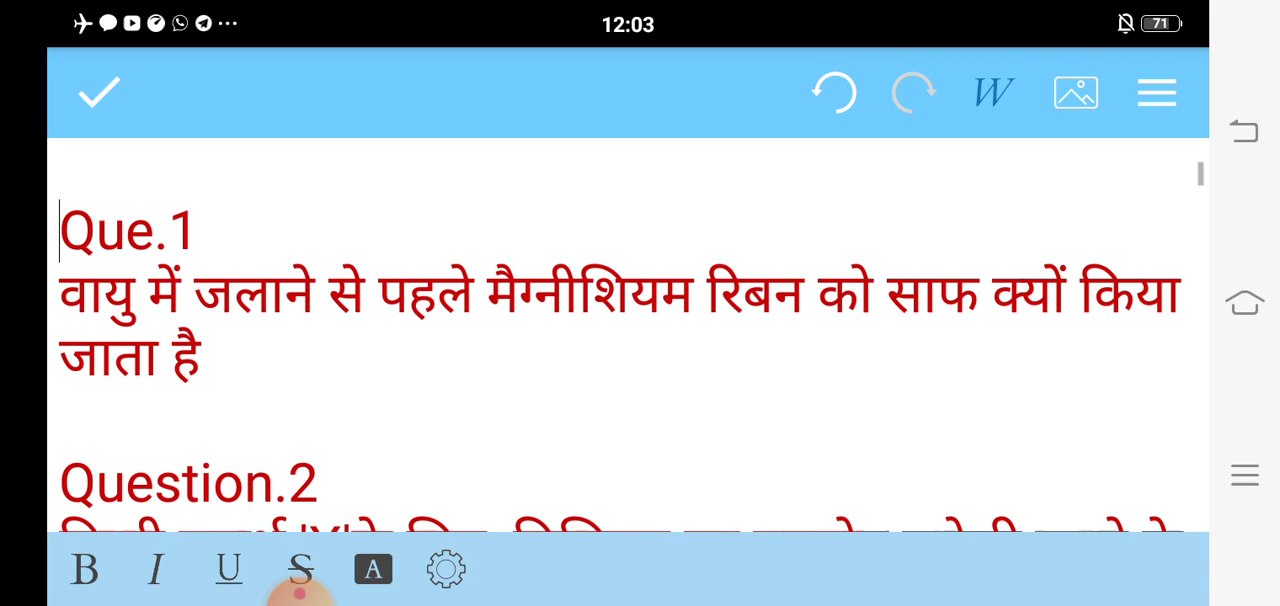 12:03
71
W
Que.1
वायु में जलाने से पहले मैग्नीशियम रिबन को साफ क्यों किया
जाता है
Question.2
B I U S A